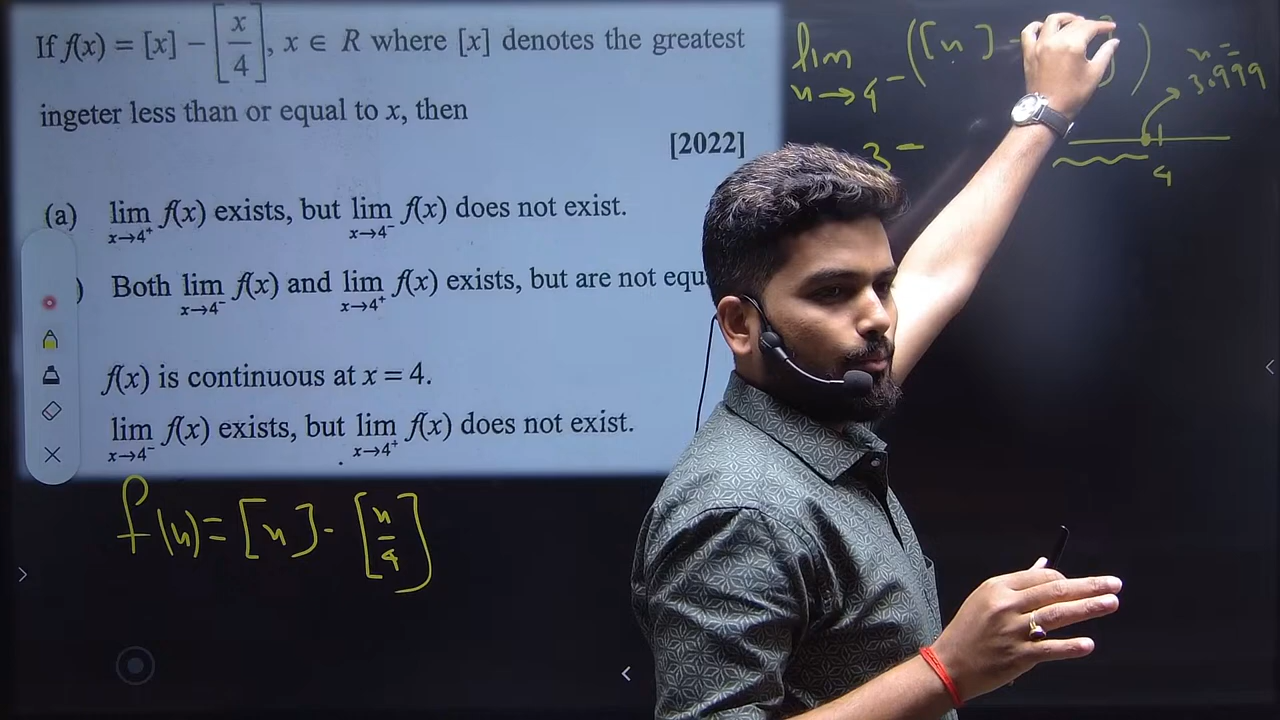 If f(x) = [x] − [x/4], x ∈ R where [x] denotes the greatest
ingeter less than or equal to x, then
[2022]
(a) lim x→4⁺ f(x) exists, but lim x→4⁻ f(x) does not exist.
) Both lim x→4⁻ f(x) and lim x→4⁺ f(x) exists, but are not equ
f(x) is continuous at x = 4.
lim x→4⁻ f(x) exists, but lim x→4⁺ f(x) does not exist.
f(x) = [x] - [x/4]
lim x→4⁻ ([x] -
3 -
x = 3.999
4